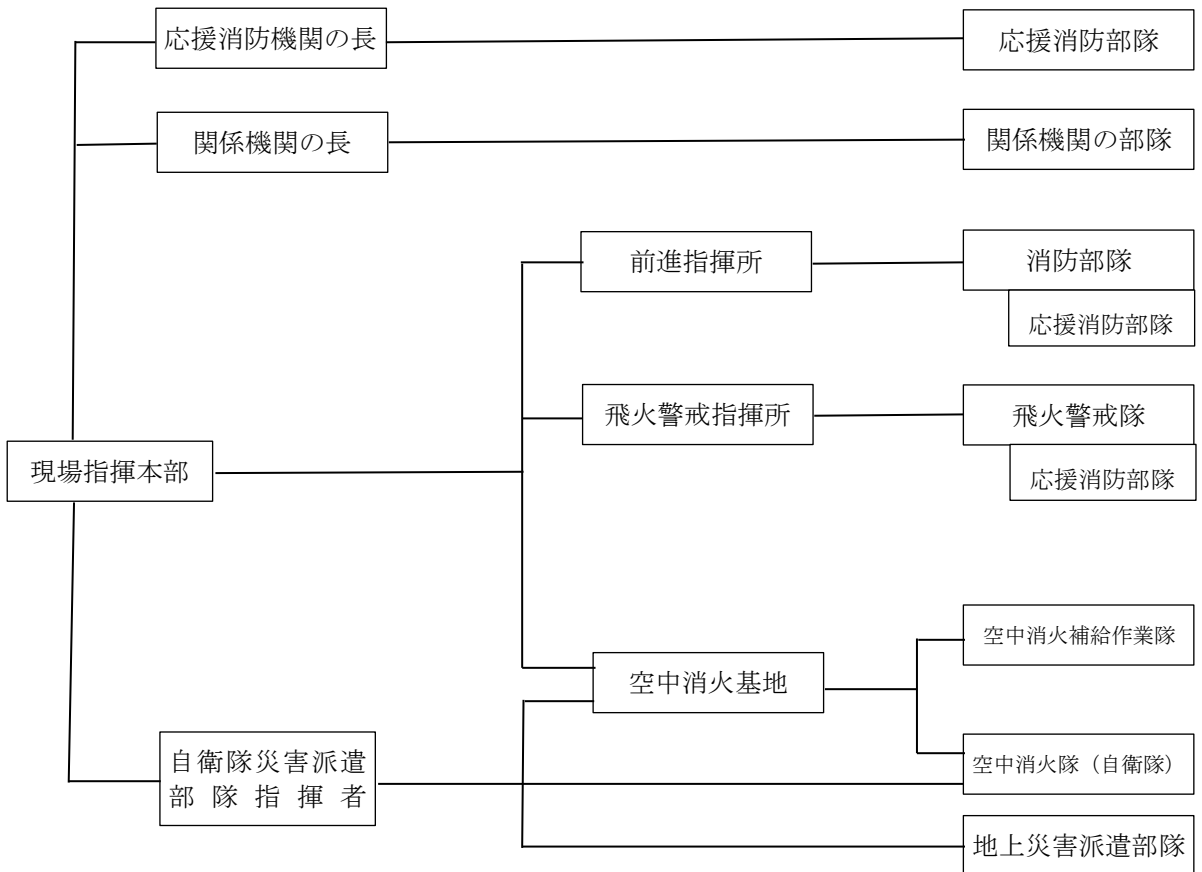 応援消防機関の長
応援消防部隊
関係機関の長
関係機関の部隊
前進指揮所
消防部隊
応援消防部隊
飛火警戒指揮所
飛火警戒隊
応援消防部隊
現場指揮本部
空中消火補給作業隊
空中消火基地
自衛隊災害派遣
部隊指揮者
空中消火隊（自衛隊）
地上災害派遣部隊